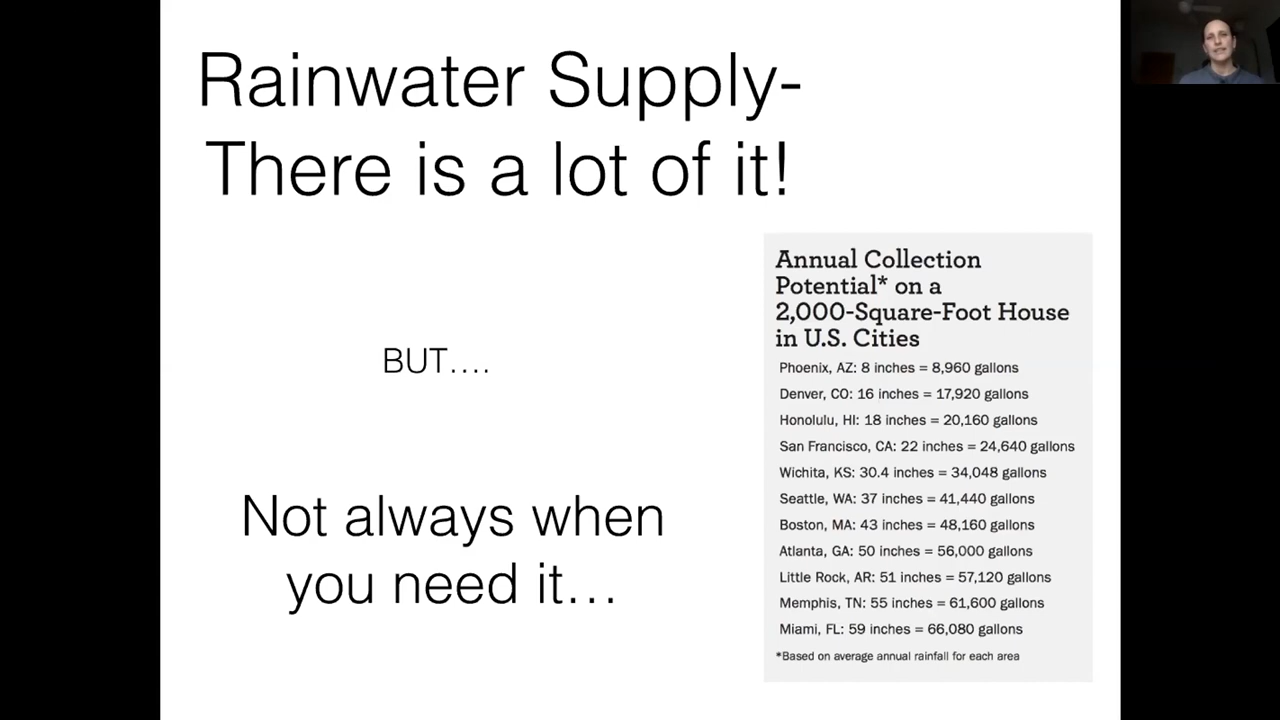 Rainwater Supply-
There is a lot of it!
BUT....
Not always when
you need it...
Annual Collection
Potential* on a
2,000-Square-Foot House
in U.S. Cities
Phoenix, AZ: 8 inches = 8,960 gallons
Denver, CO: 16 inches = 17,920 gallons
Honolulu, HI: 18 inches = 20,160 gallons
San Francisco, CA: 22 inches = 24,640 gallons
Wichita, KS: 30.4 inches = 34,048 gallons
Seattle, WA: 37 inches = 41,440 gallons
Boston, MA: 43 inches = 48,160 gallons
Atlanta, GA: 50 inches = 56,000 gallons
Little Rock, AR: 51 inches = 57,120 gallons
Memphis, TN: 55 inches = 61,600 gallons
Miami, FL: 59 inches = 66,080 gallons
*Based on average annual rainfall for each area